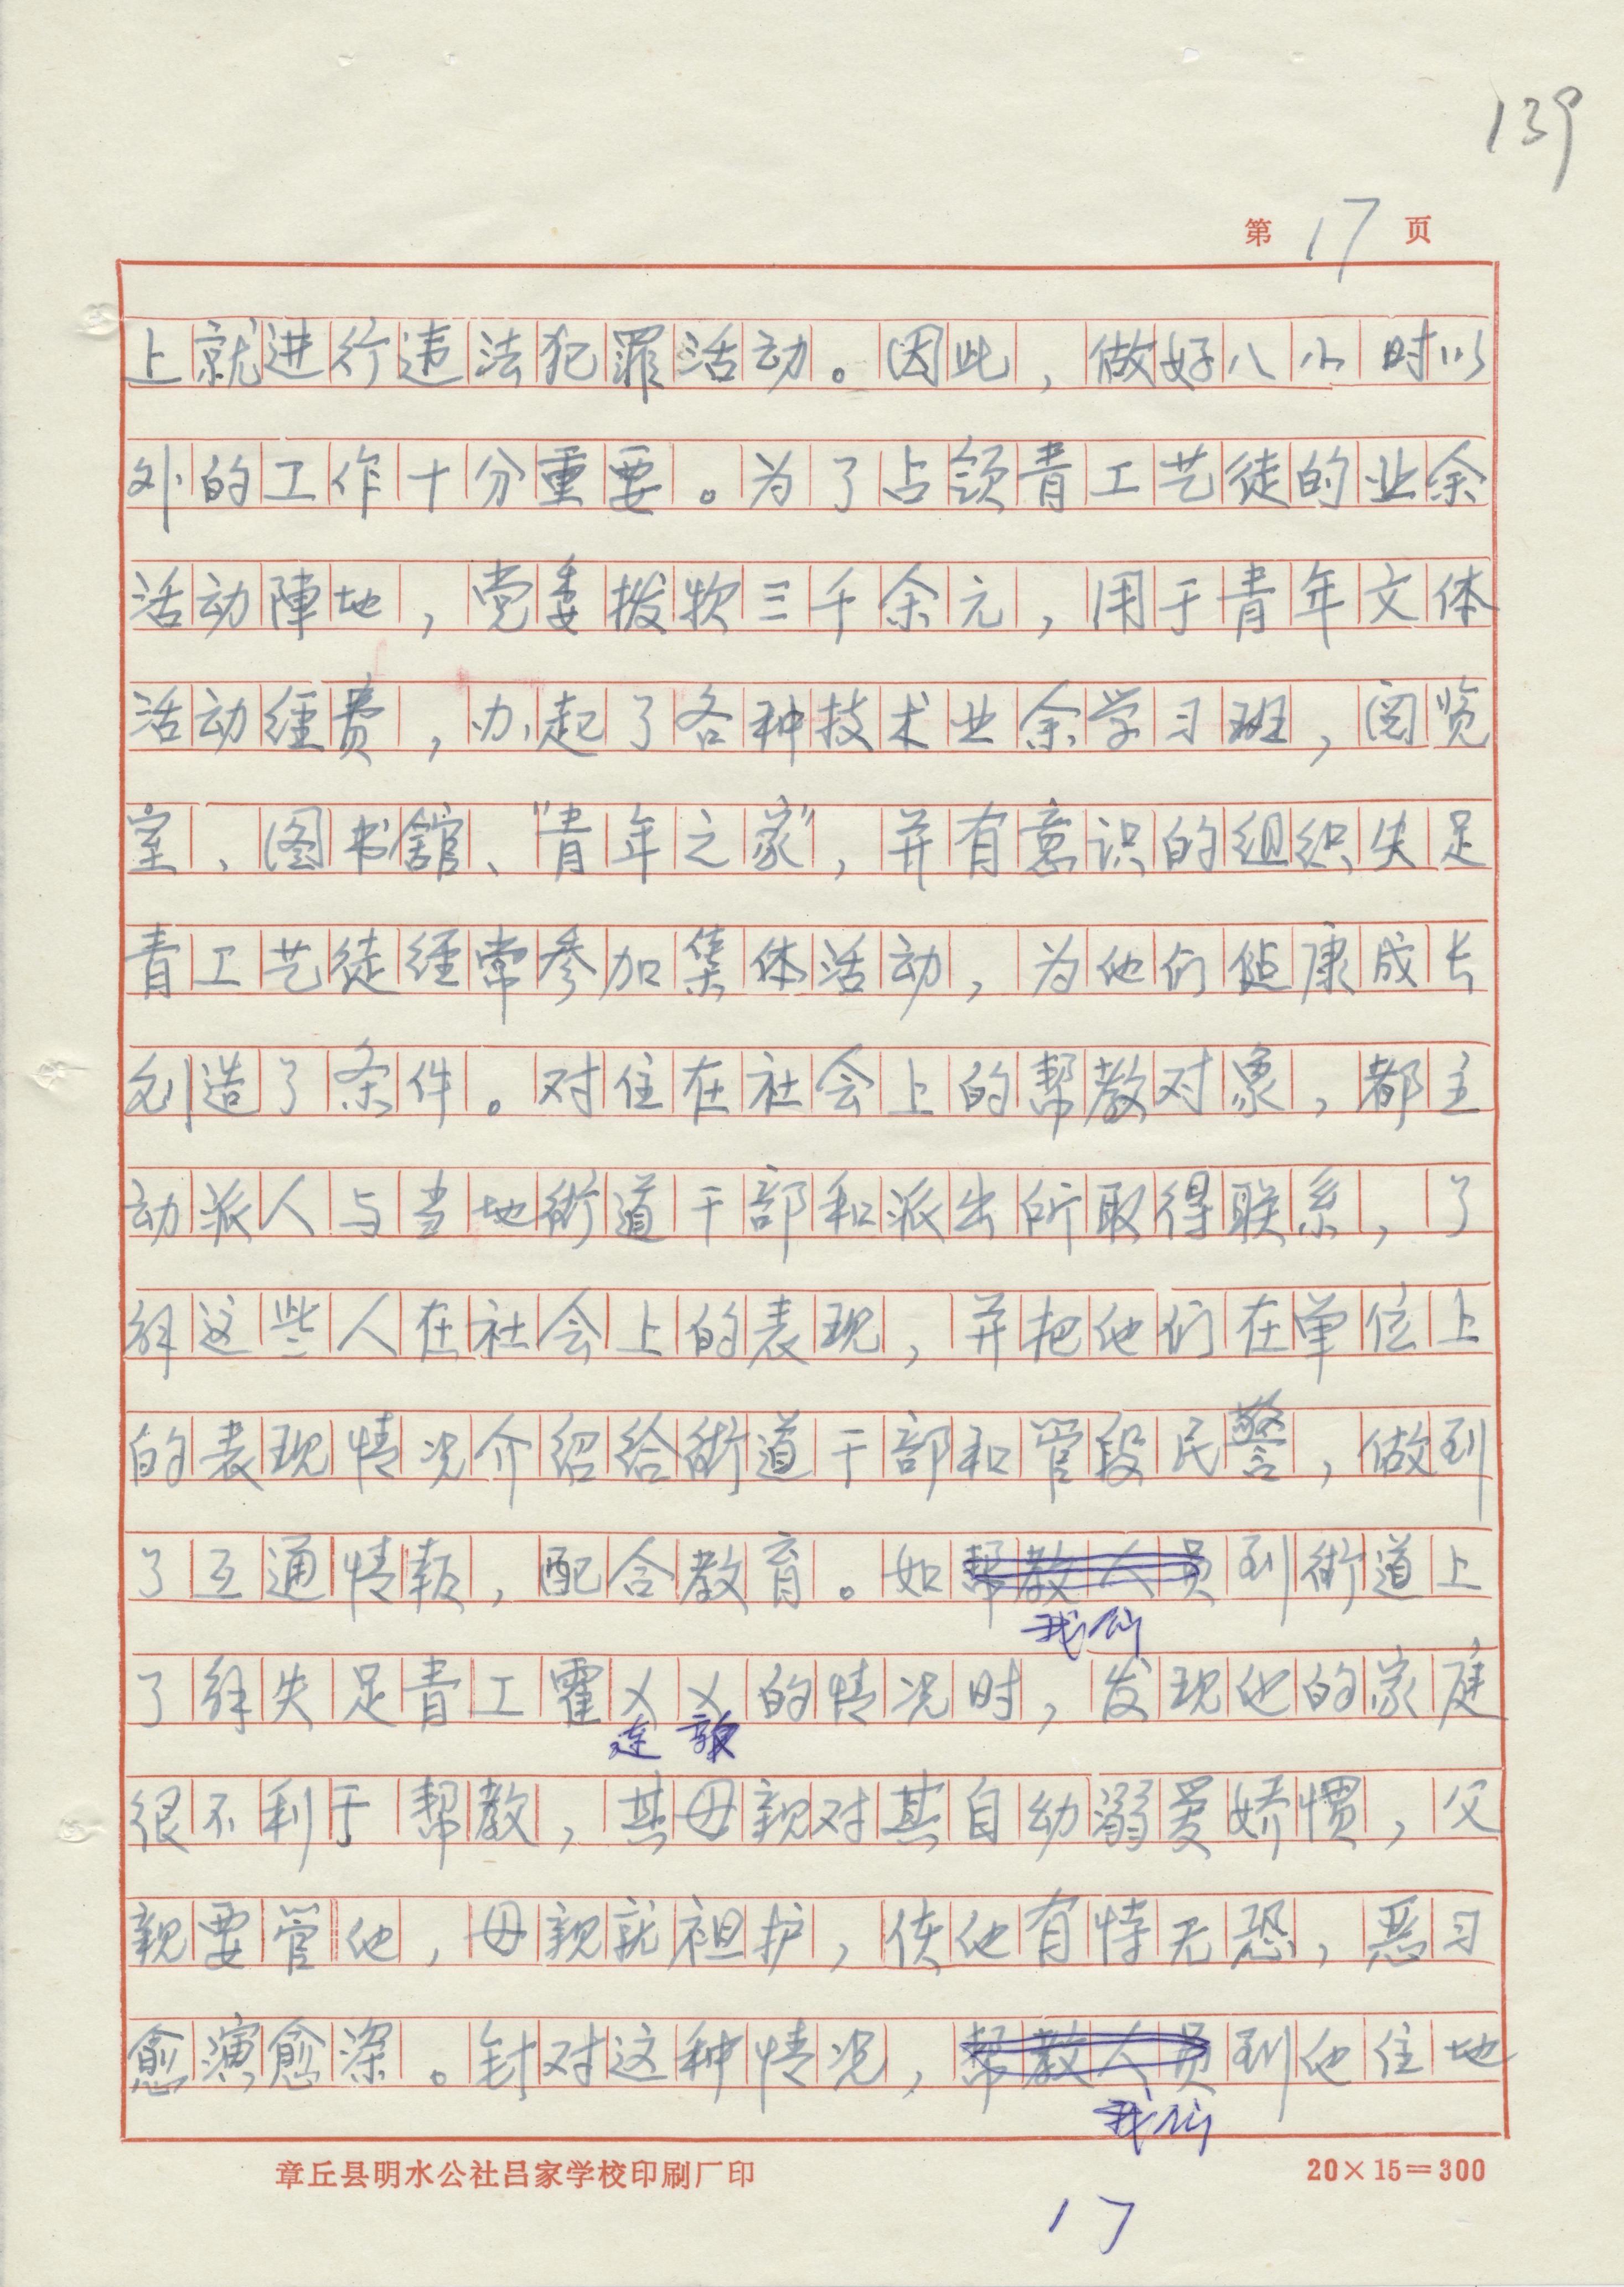 139
第 17 页
上就进行违法犯罪活动。因此，做好八小时以
外的工作十分重要。为了占领青工艺徒的业余
活动陣地，党委拨款三千余元，用于青年文体
活动经费，办起了各种技术业余学习班，阅览
室、图书舘、"青年之家"，并有意识的组织失足
青工艺徒经常参加集体活动，为他们健康成长
创造了条件。对住在社会上的帮教对象，都主
动派人与当地街道干部和派出所取得联系，了
解这些人在社会上的表现，并把他们在单位上
的表现情况介绍给街道干部和管段民警，做到
了互通情報，配合教育。如帮教人员到街道上
我们
了解失足青工霍××的情况时，发现他的家庭
连
很不利于帮教，其母亲对其自幼溺爱娇惯，父
亲要管他，母亲就袒护，使他有恃无恐，恶习
愈演愈深。针对这种情况，帮教人员到他住地
我们
章丘县明水公社吕家学校印刷厂印
20×15=300
17